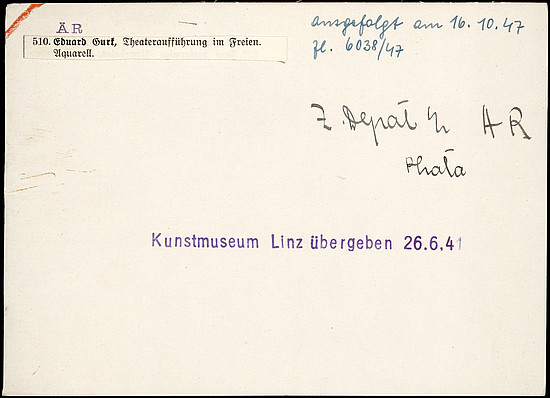 ÄR
510. Eduard Gurk, Theateraufführung im Freien.
Aquarell.
ausgefolgt am 16.10.47
Zl. 6038/47
Z. Depot AR
Kunstmuseum Linz übergeben 26.6.41